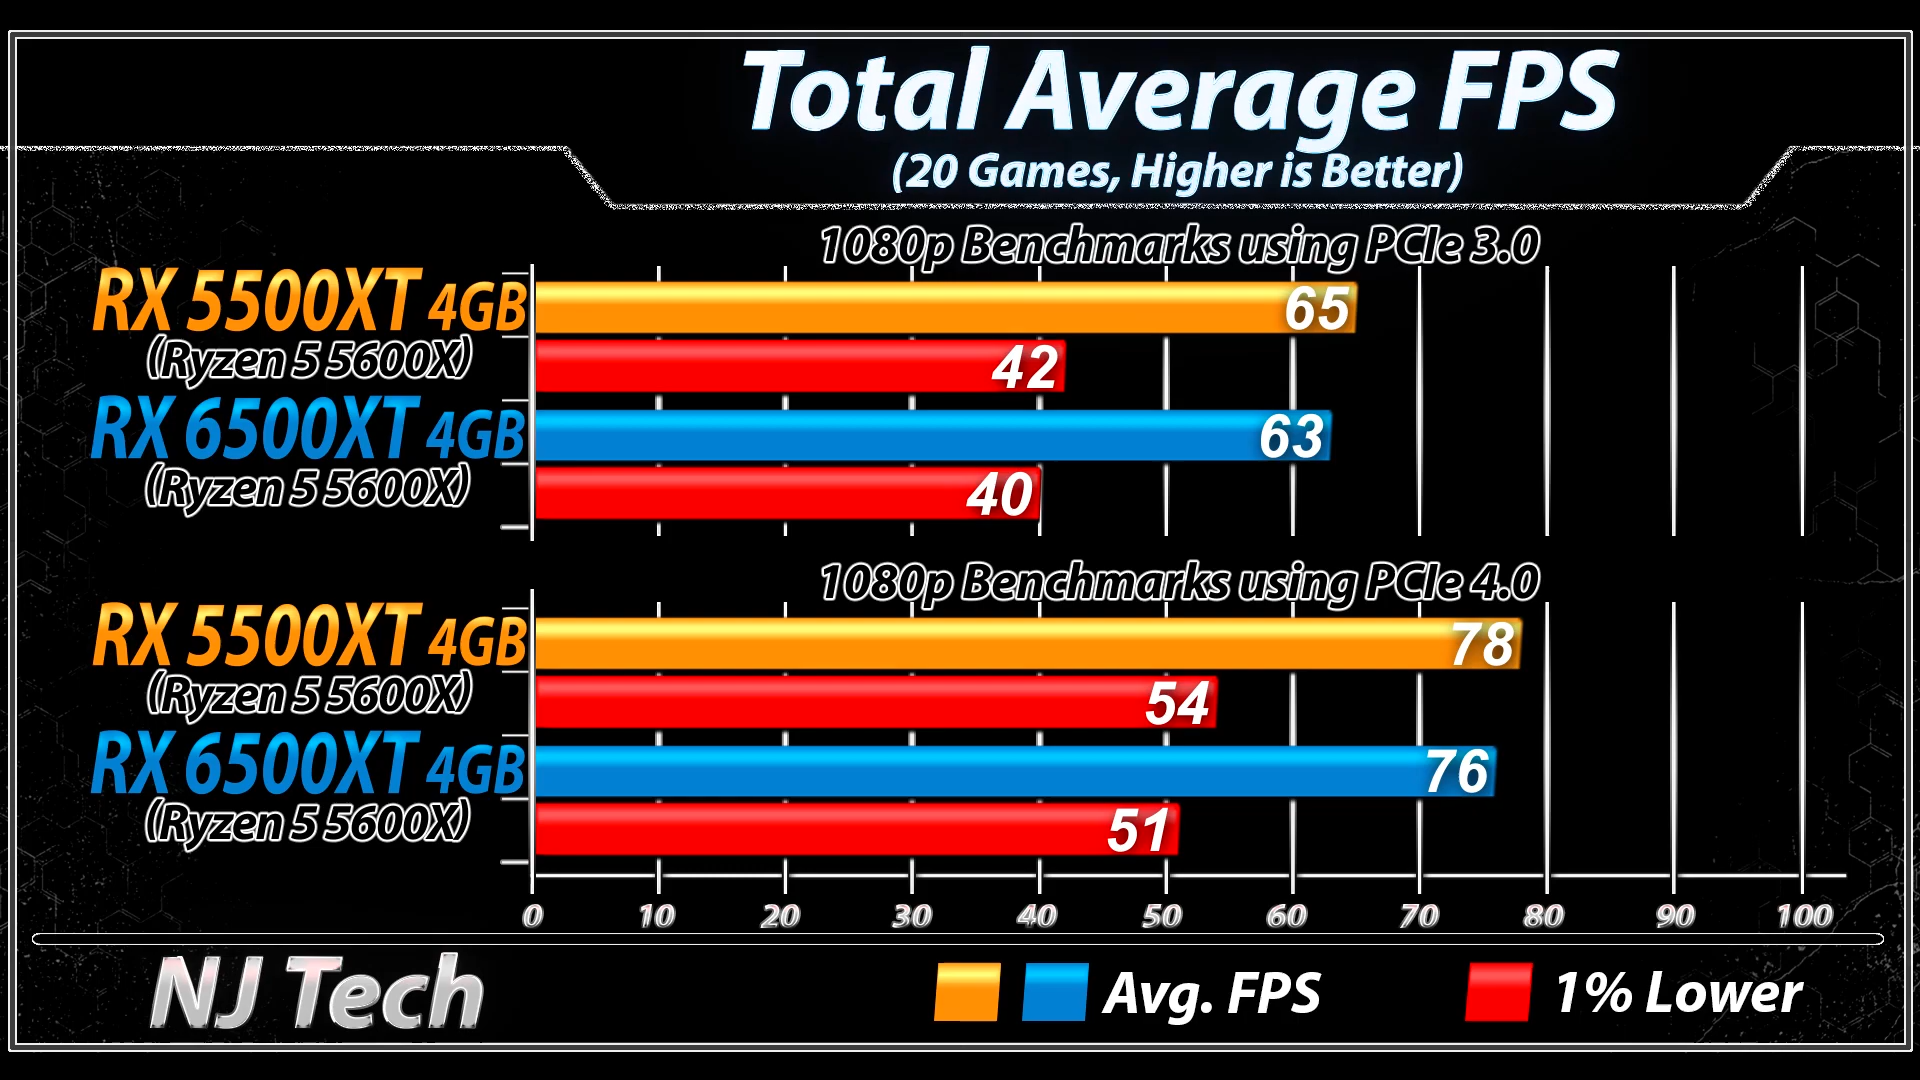 Total Average FPS
(20 Games, Higher is Better)
1080p Benchmarks using PCIe 3.0
RX 5500XT 4GB
65
(Ryzen 5 5600X)
42
RX 6500XT 4GB
63
(Ryzen 5 5600X)
40
1080p Benchmarks using PCIe 4.0
RX 5500XT 4GB
78
(Ryzen 5 5600X)
54
RX 6500XT 4GB
76
(Ryzen 5 5600X)
51
0 10 20 30 40 50 60 70 80 90 100
NJ Tech
Avg. FPS
1% Lower